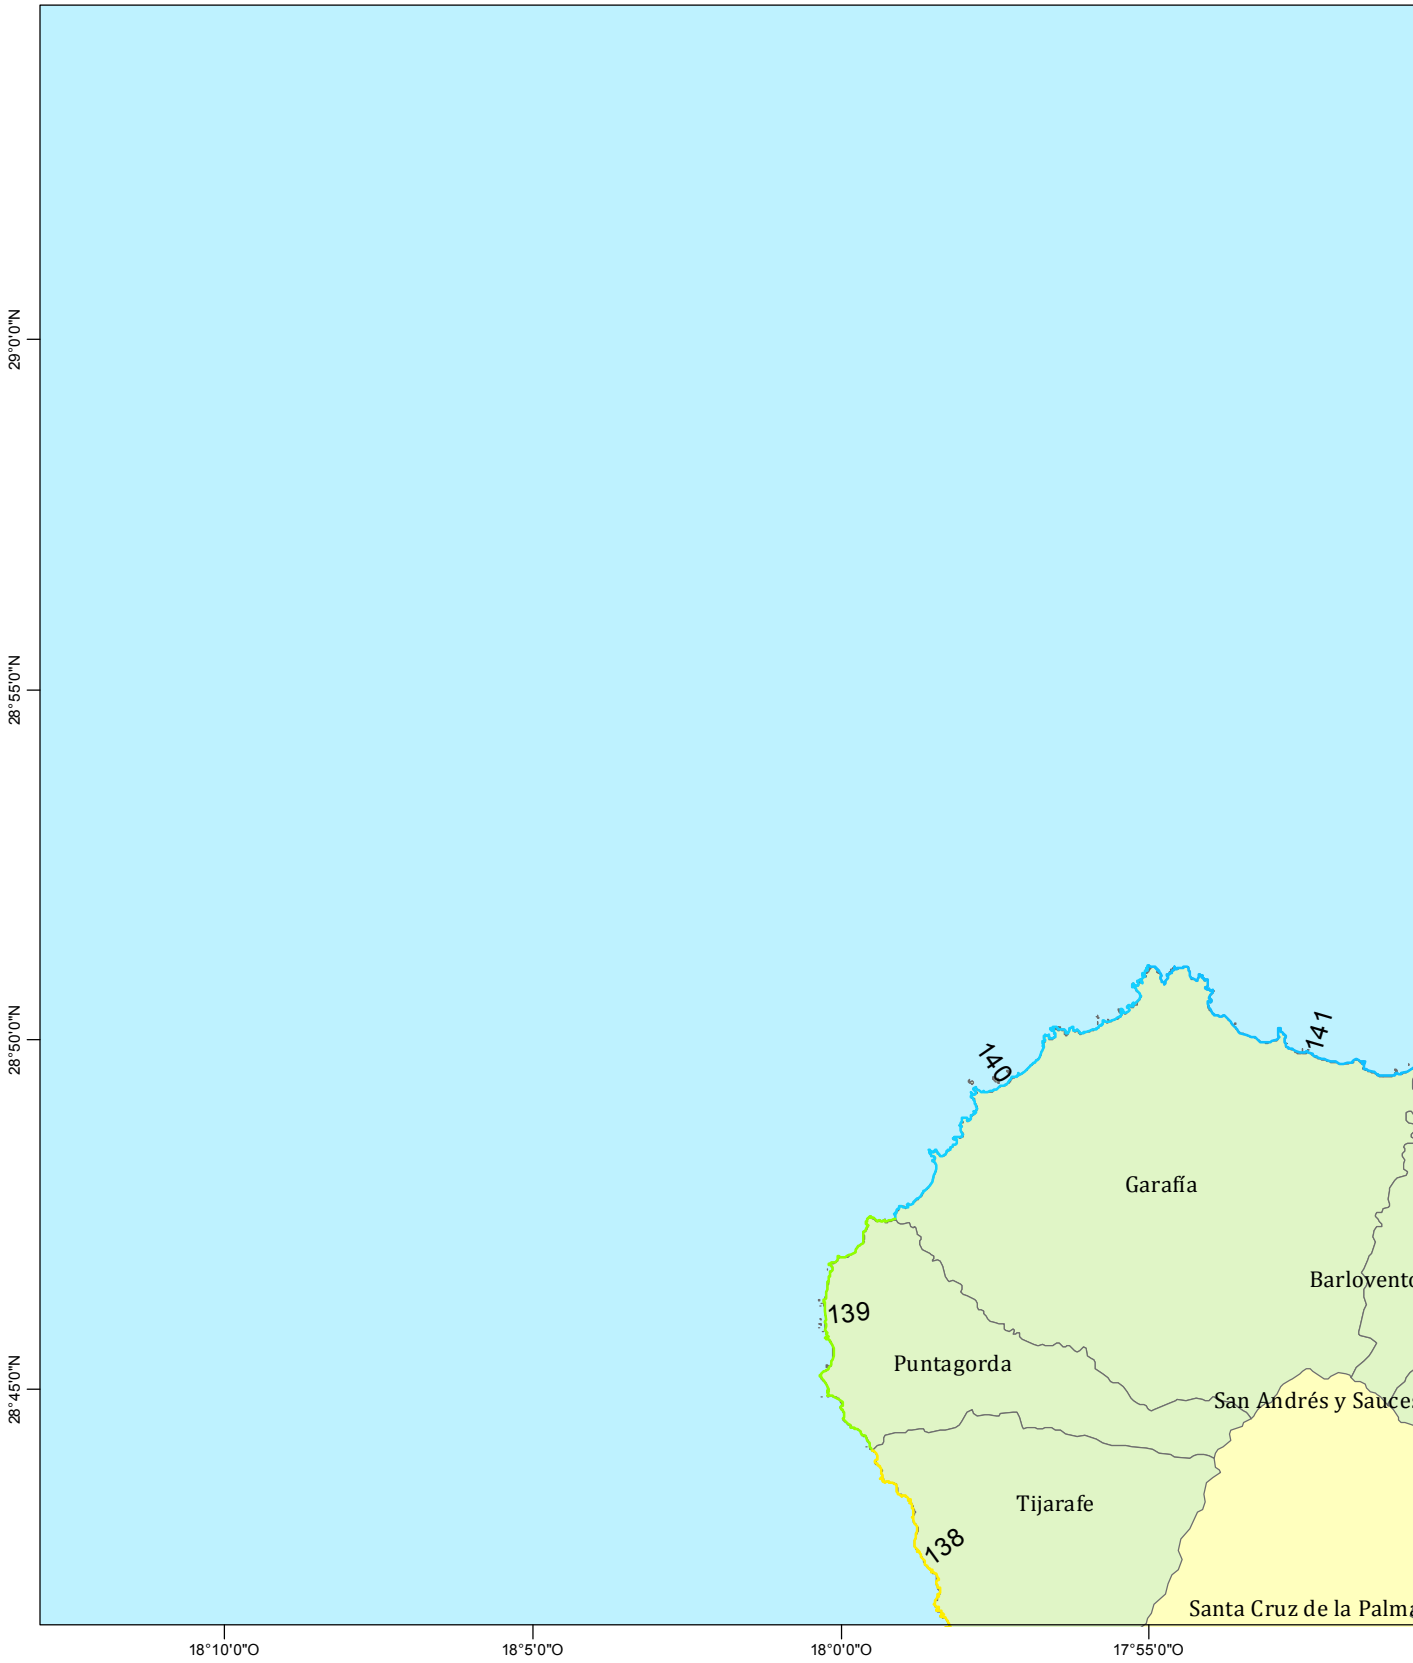 29°0'0"N
28°55'0"N
28°50'0"N
28°45'0"N
141
140
Garafía
Barlovento
139
Puntagorda
San Andrés y Sauces
Tijarafe
138
Santa Cruz de la Palma
18°10'0"O
18°5'0"O
18°0'0"O
17°55'0"O